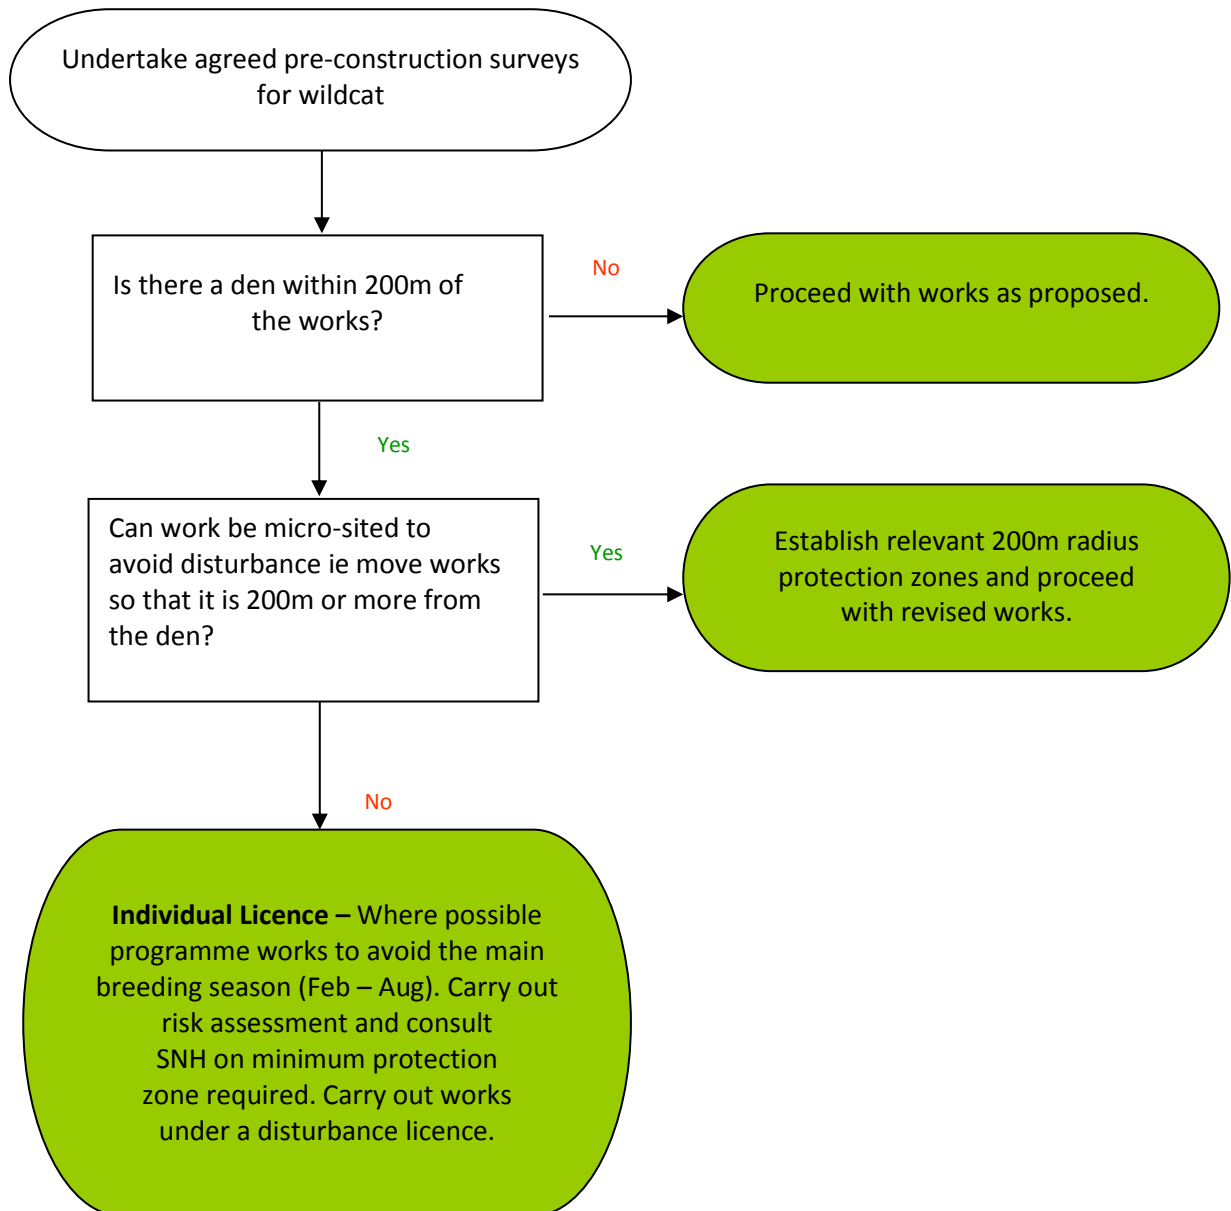 Undertake agreed pre-construction surveys
for wildcat
Is there a den within 200m of
the works?
No
Proceed with works as proposed.
Yes
Can work be micro-sited to
avoid disturbance ie move works
so that it is 200m or more from
the den?
Yes
Establish relevant 200m radius
protection zones and proceed
with revised works.
No
Individual Licence – Where possible
programme works to avoid the main
breeding season (Feb – Aug). Carry out
risk assessment and consult
SNH on minimum protection
zone required. Carry out works
under a disturbance licence.